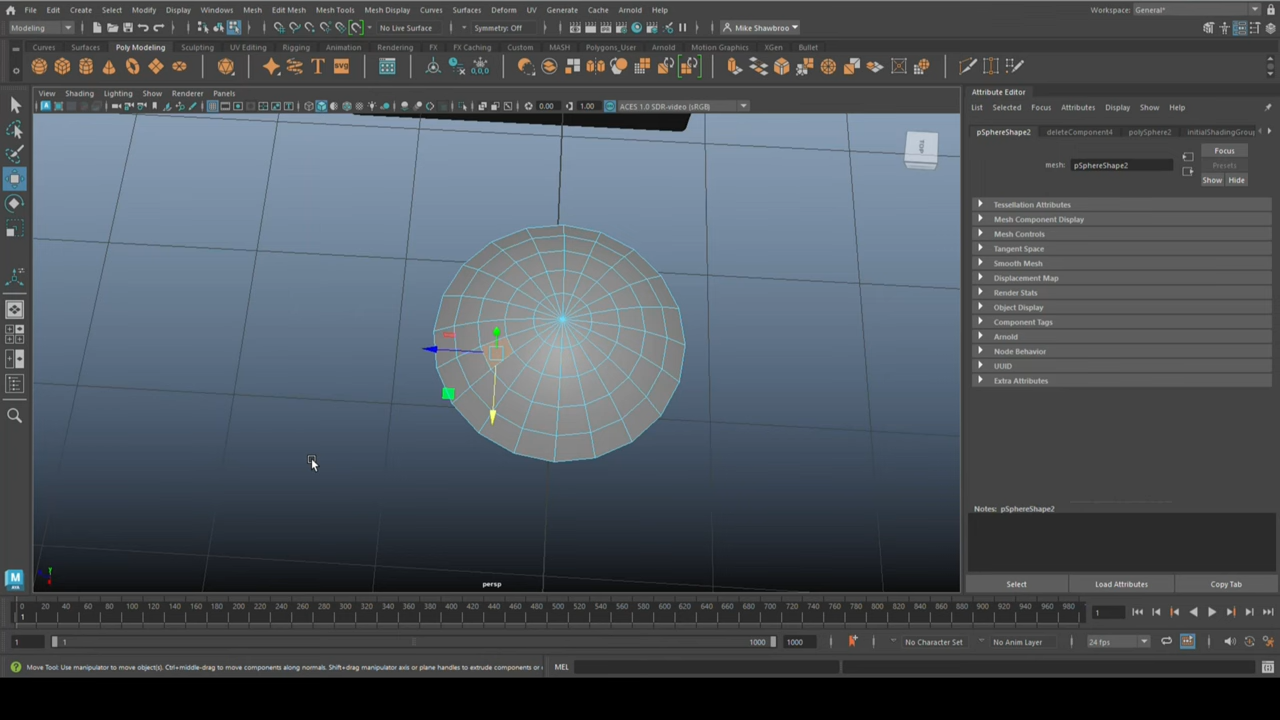 File Edit Create Select Modify Display Windows Mesh Edit Mesh Mesh Tools Mesh Display Curves Surfaces Deform UV Generate Cache Arnold Help Workspace: General*
Modeling No Live Surface Symmetry: Off Mike Shawbroo
Curves Surfaces Poly Modeling Sculpting UV Editing Rigging Animation Rendering FX FX Caching Custom MASH Polygons_User Arnold Motion Graphics XGen Bullet
SVG
View Shading Lighting Show Renderer Panels
0.00 1.00 ACES 1.0 SDR-video (sRGB)
TOP
persp
Attribute Editor
List Selected Focus Attributes Display Show Help
pSphereShape2 deleteComponent4 polySphere2 initialShadingGroup
Focus
mesh: pSphereShape2 Presets
Show Hide
Tessellation Attributes
Mesh Component Display
Mesh Controls
Tangent Space
Smooth Mesh
Displacement Map
Render Stats
Object Display
Component Tags
Arnold
Node Behavior
UUID
Extra Attributes
Notes: pSphereShape2
Select Load Attributes Copy Tab
0 20 40 60 80 100 120 140 160 180 200 220 240 260 280 300 320 340 360 380 400 420 440 460 480 500 520 540 560 580 600 620 640 660 680 700 720 740 760 780 800 820 840 860 880 900 920 940 960 980
1 1
1 1 1000 1000 No Character Set No Anim Layer 24 fps
Move Tool: Use manipulator to move object(s). Ctrl+middle-drag to move components along normals. Shift+drag manipulator axis or plane handles to extrude components or MEL